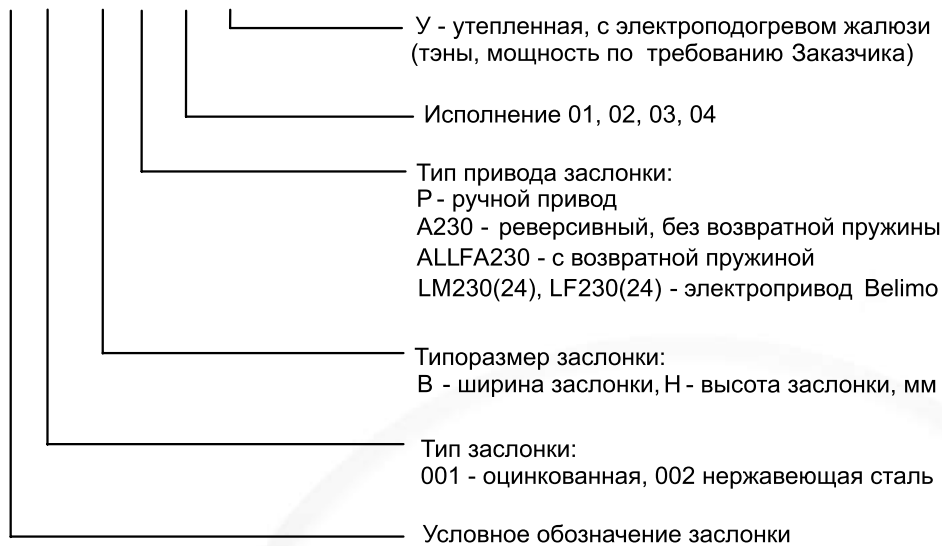 У - утепленная, с электроподогревом жалюзи
(тэны, мощность по требованию Заказчика)
Исполнение 01, 02, 03, 04
Тип привода заслонки:
Р - ручной привод
А230 - реверсивный, без возвратной пружины
ALLFA230 - с возвратной пружиной
LM230(24), LF230(24) - электропривод Belimo
Типоразмер заслонки:
В - ширина заслонки, Н - высота заслонки, мм
Тип заслонки:
001 - оцинкованная, 002 нержавеющая сталь
Условное обозначение заслонки